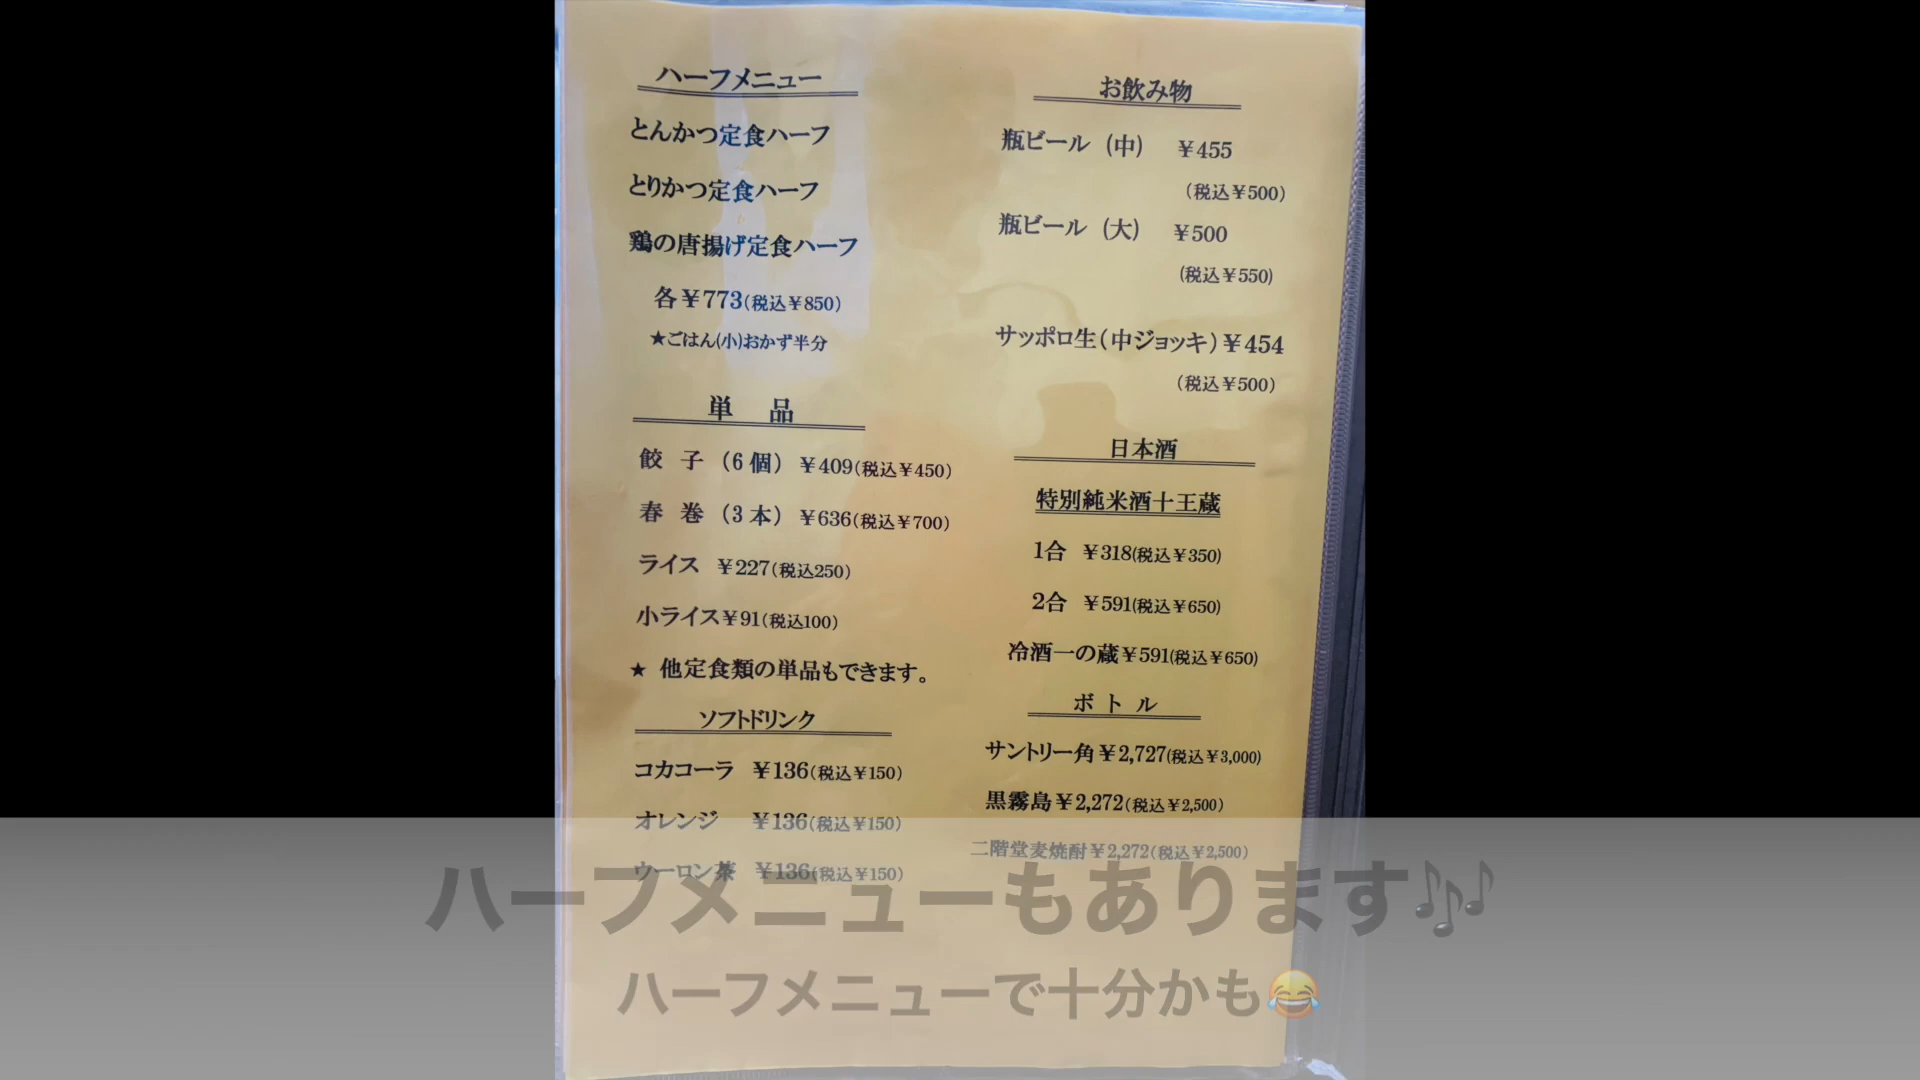 ハーフメニュー
とんかつ定食ハーフ
とりかつ定食ハーフ
鶏の唐揚げ定食ハーフ
各￥773(税込￥850)
★ごはん(小)おかず半分
単 品
餃 子 （6 個） ￥409(税込￥450)
春 巻 （3 本） ￥636(税込￥700)
ライス ￥227(税込250)
小ライス￥91(税込100)
★ 他定食類の単品もできます。
ソフトドリンク
コカコーラ ￥136(税込￥150)
オレンジ ￥136(税込￥150)
ウーロン茶 ￥136(税込￥150)
お飲み物
瓶ビール (中) ￥455
(税込￥500)
瓶ビール (大) ￥500
(税込￥550)
サッポロ生(中ジョッキ)￥454
(税込￥500)
日本酒
特別純米酒十王蔵
1合 ￥318(税込￥350)
2合 ￥591(税込￥650)
冷酒一の蔵￥591(税込￥650)
ボ ト ル
サントリー角￥2,727(税込￥3,000)
黒霧島￥2,272(税込￥2,500)
二階堂麦焼酎￥2,272(税込￥2,500)
ハーフメニューもあります🎶
ハーフメニューで十分かも😂